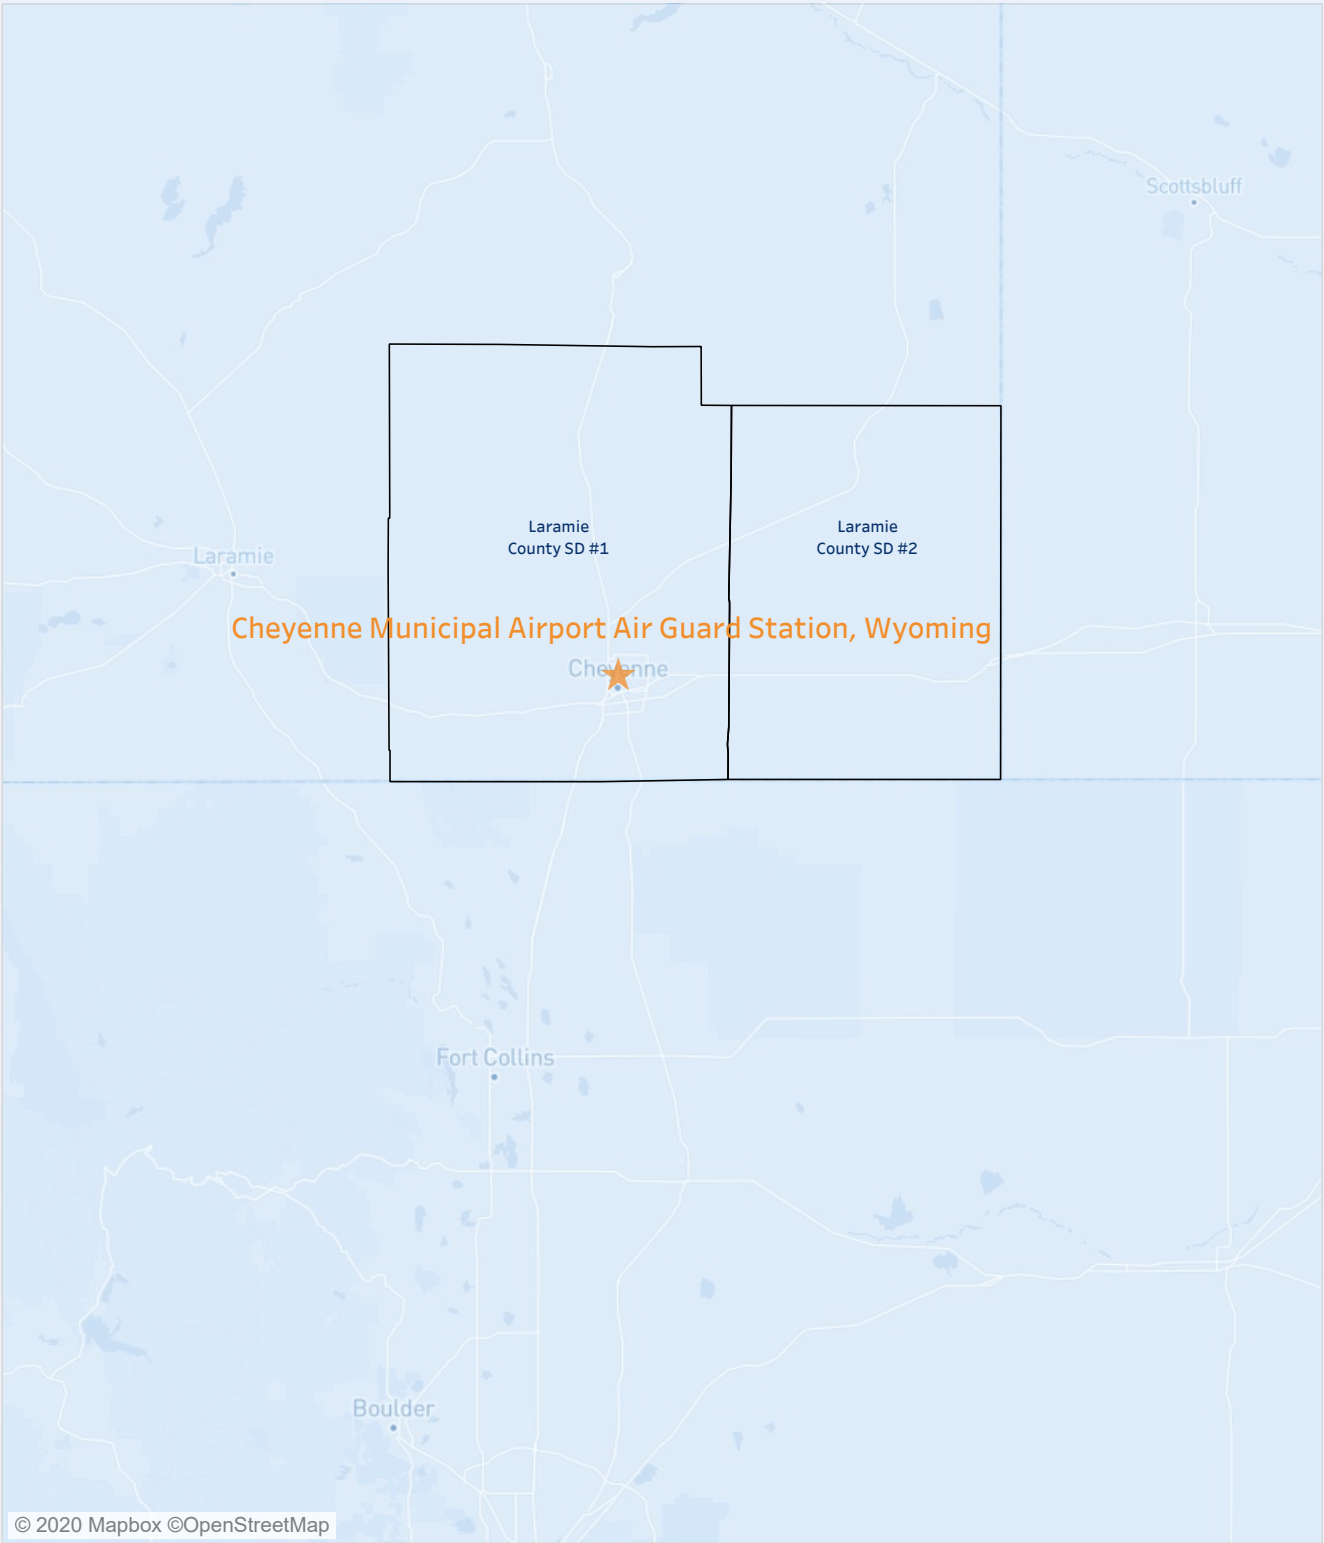 Scottsbluff
Laramie
County SD #1
Laramie
County SD #2
Laramie
Cheyenne Municipal Airport Air Guard Station, Wyoming
Cheyenne
Fort Collins
Boulder
© 2020 Mapbox ©OpenStreetMap